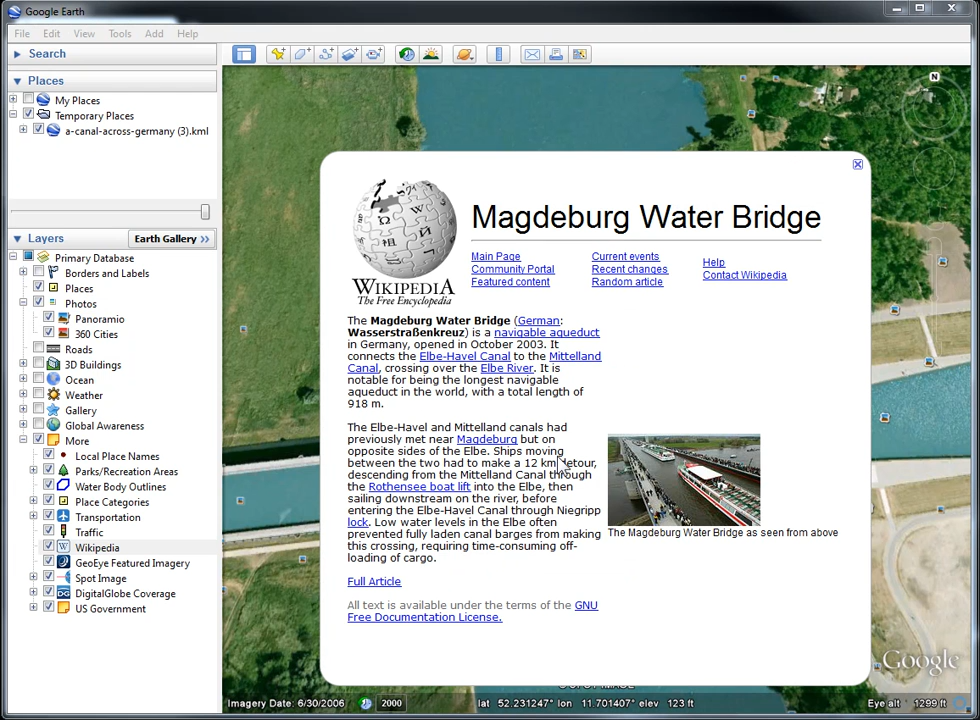 Google Earth
File Edit View Tools Add Help
Search
Places
My Places
Temporary Places
a-canal-across-germany (3).kml
Layers
Earth Gallery >>
Primary Database
Borders and Labels
Places
Photos
Panoramio
360 Cities
Roads
3D Buildings
Ocean
Weather
Gallery
Global Awareness
More
Local Place Names
Parks/Recreation Areas
Water Body Outlines
Place Categories
Transportation
Traffic
Wikipedia
GeoEye Featured Imagery
Spot Image
DigitalGlobe Coverage
US Government
N
WIKIPEDIA
The Free Encyclopedia
Magdeburg Water Bridge
Main Page Current events Help
Community Portal Recent changes Contact Wikipedia
Featured content Random article
The Magdeburg Water Bridge (German:
Wasserstraßenkreuz) is a navigable aqueduct
in Germany, opened in October 2003. It
connects the Elbe-Havel Canal to the Mittelland
Canal, crossing over the Elbe River. It is
notable for being the longest navigable
aqueduct in the world, with a total length of
918 m.
The Elbe-Havel and Mittelland canals had
previously met near Magdeburg but on
opposite sides of the Elbe. Ships moving
between the two had to make a 12 km detour,
descending from the Mittelland Canal through
the Rothensee boat lift into the Elbe, then
sailing downstream on the river, before
entering the Elbe-Havel Canal through Niegripp
lock. Low water levels in the Elbe often
prevented fully laden canal barges from making
this crossing, requiring time-consuming off-
loading of cargo.
The Magdeburg Water Bridge as seen from above
Full Article
All text is available under the terms of the GNU
Free Documentation License.
Google
Imagery Date: 6/30/2006 2000 lat 52.231247° lon 11.701407° elev 123 ft Eye alt 1299 ft